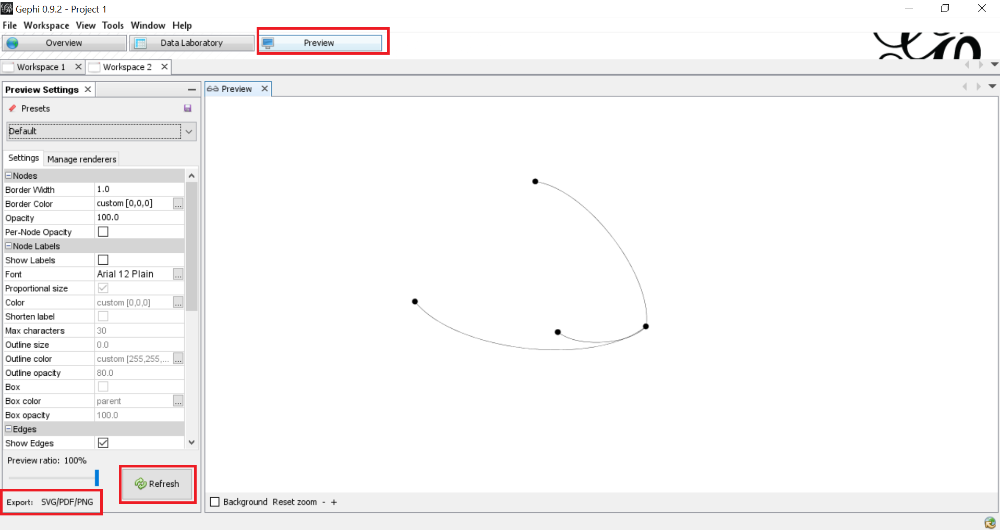 Gephi 0.9.2 - Project 1
File Workspace View Tools Window Help
Overview Data Laboratory Preview
Workspace 1 Workspace 2
Preview Settings
Presets
Default
Settings Manage renderers
Nodes
Border Width 1.0
Border Color custom [0,0,0] ...
Opacity 100.0
Per-Node Opacity
Node Labels
Show Labels
Font Arial 12 Plain ...
Proportional size
Color custom [0,0,0] ...
Shorten label
Max characters 30
Outline size 0.0
Outline color custom [255,255,... ...
Outline opacity 80.0
Box
Box color parent ...
Box opacity 100.0
Edges
Show Edges
Preview ratio: 100%
Refresh
Export: SVG/PDF/PNG
Preview
Background Reset zoom - +